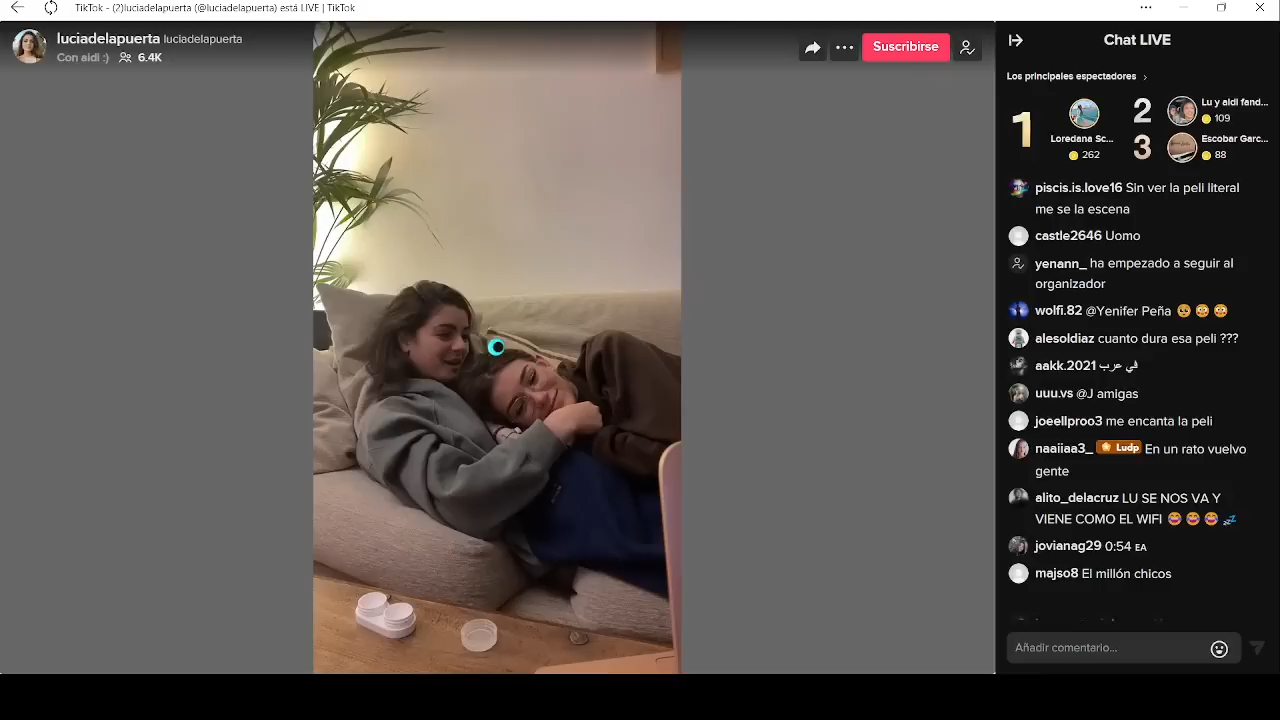 TikTok - (2)luciadelapuerta (@luciadelapuerta) está LIVE | TikTok
luciadelapuerta luciadelapuerta
Con aidi :) 6.4K
Suscribirse
Chat LIVE
Los principales espectadores
1
Loredana Sc...
262
2
Lu y aidi fand...
109
3
Escobar Garc...
88
piscis.is.love16 Sin ver la peli literal
me se la escena
castle2646 Uomo
yenann_ ha empezado a seguir al
organizador
wolfi.82 @Yenifer Peña 🥺 😳 😳
alesoldiaz cuanto dura esa peli ???
aakk.2021 في عرب
uuu.vs @J amigas
joeellproo3 me encanta la peli
naaiiaa3_ Ludp En un rato vuelvo
gente
alito_delacruz LU SE NOS VA Y
VIENE COMO EL WIFI 😂 😂 😂 💤
jovianag29 0:54 EA
majso8 El millón chicos
Añadir comentario...